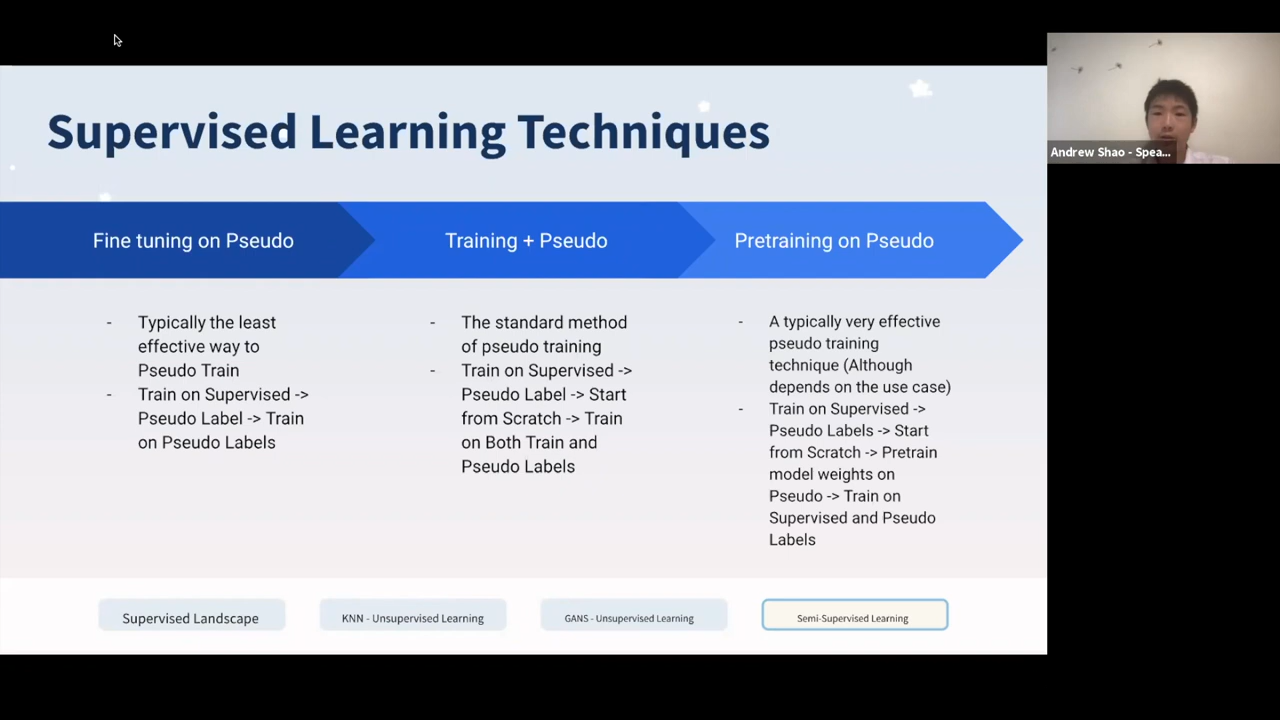 Supervised Learning Techniques
Fine tuning on Pseudo
Training + Pseudo
Pretraining on Pseudo
- Typically the least
effective way to
Pseudo Train
- Train on Supervised ->
Pseudo Label -> Train
on Pseudo Labels
- The standard method
of pseudo training
- Train on Supervised ->
Pseudo Label -> Start
from Scratch -> Train
on Both Train and
Pseudo Labels
- A typically very effective
pseudo training
technique (Although
depends on the use case)
- Train on Supervised ->
Pseudo Labels -> Start
from Scratch -> Pretrain
model weights on
Pseudo -> Train on
Supervised and Pseudo
Labels
Supervised Landscape
KNN - Unsupervised Learning
GANS - Unsupervised Learning
Semi-Supervised Learning
Andrew Shao - Spea...